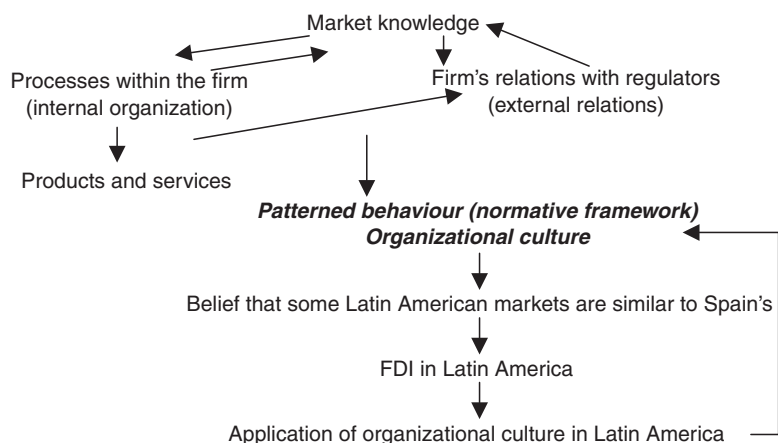 Market knowledge
Processes within the firm
(internal organization)
Firm's relations with regulators
(external relations)
Products and services
Patterned behaviour (normative framework)
Organizational culture
Belief that some Latin American markets are similar to Spain's
FDI in Latin America
Application of organizational culture in Latin America